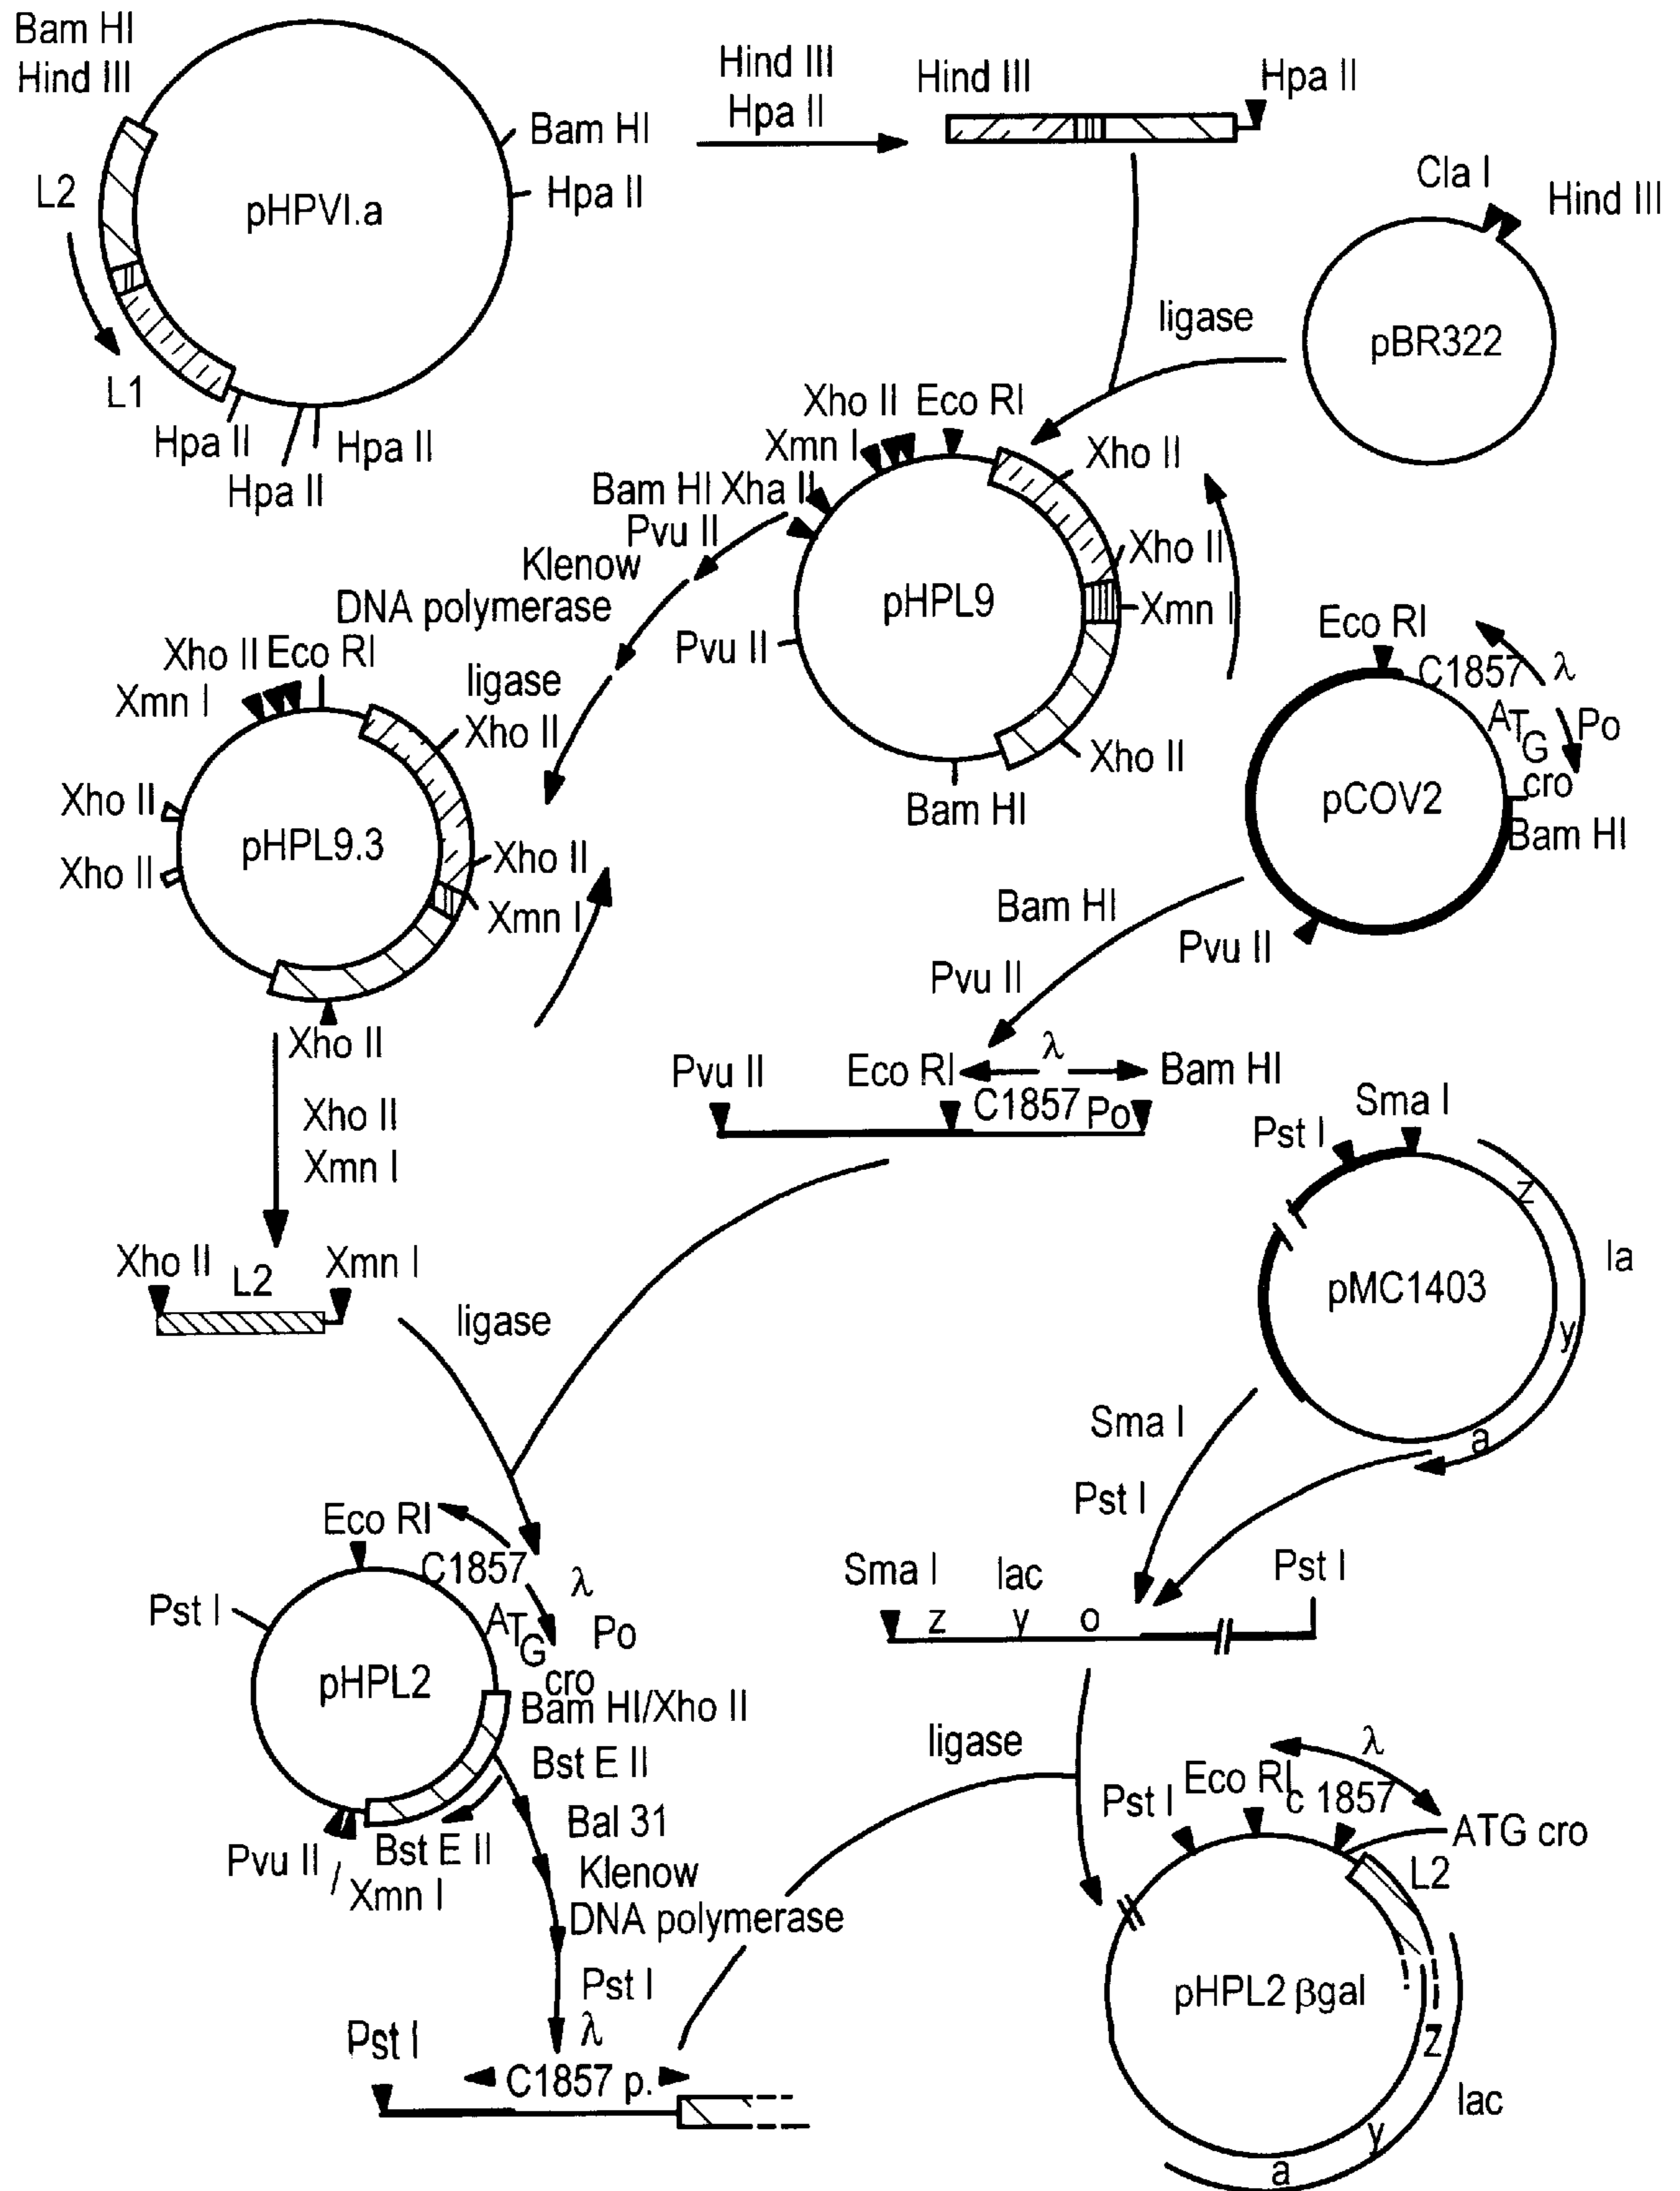 Bam HI
Hind III
L2
pHPVI.a
L1
Bam HI
Hpa II
Hpa II
Hpa II
Hpa II
Hind III
Hpa II
Hind III
Hpa II
Cla I
Hind III
pBR322
ligase
Xho II
Eco RI
Xmn I
Bam HI
Xha II
Pvu II
Klenow
DNA polymerase
ligase
Pvu II
pHPL9
Xho II
Xho II
Xmn I
Xho II
Bam HI
Eco RI
C1857
λ
ATG
Po
cro
pCOV2
Bam HI
Pvu II
Xho II
Eco RI
Xmn I
Xho II
Xho II
pHPL9.3
Xho II
Xho II
Xmn I
Xho II
Bam HI
Pvu II
Xho II
Xmn I
Pvu II
Eco RI
λ
Bam HI
C1857
Po
Pst I
Sma I
z
la
y
a
pMC1403
Xho II
L2
Xmn I
ligase
Sma I
Pst I
Eco RI
C1857
λ
Pst I
ATG
Po
cro
pHPL2
Bam HI/Xho II
Bst E II
Bst E II
Pvu II
/
Xmn I
Bal 31
Klenow
DNA polymerase
Pst I
Sma I
lac
Pst I
z y o
ligase
λ
Pst I
Eco RI
c 1857
ATG cro
L2
pHPL2 βgal
z
lac
y
a
Pst I
λ
C1857 p.